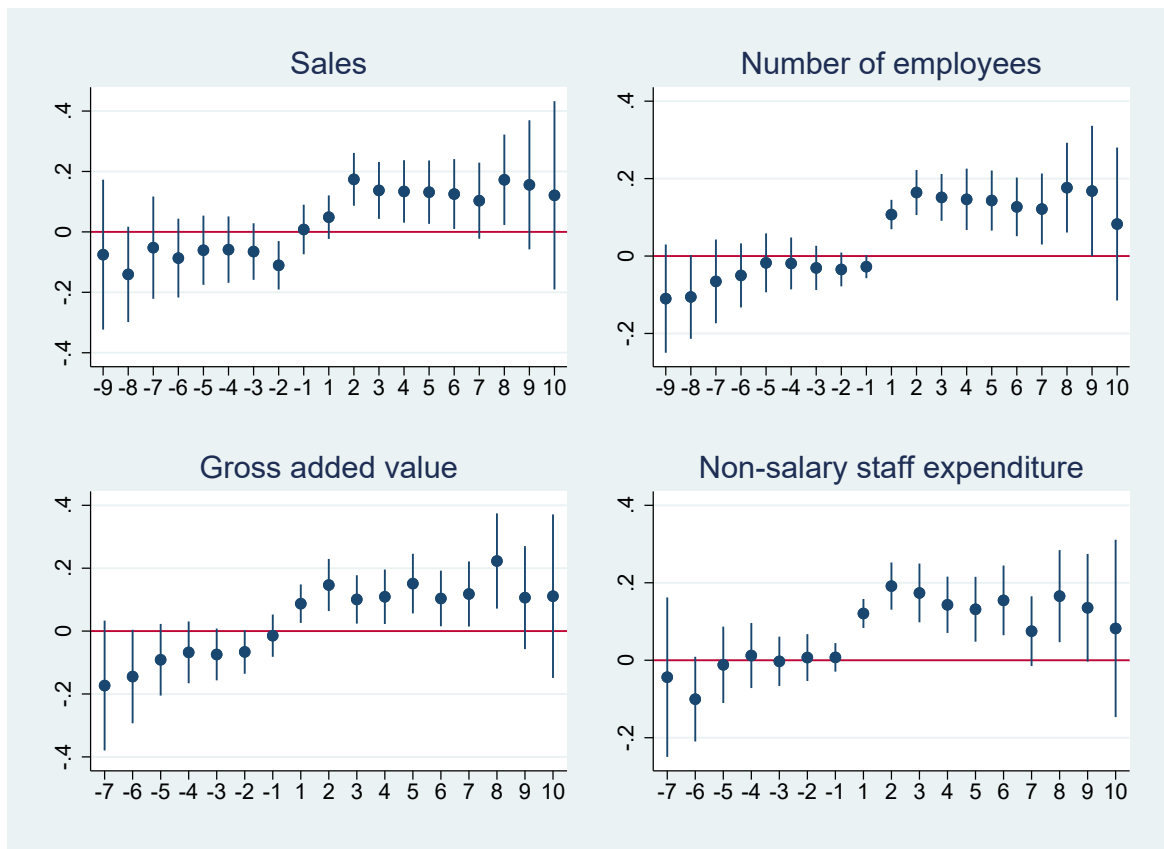 Sales
.4
.2
0
-.2
-.4
-9 -8 -7 -6 -5 -4 -3 -2 -1 1 2 3 4 5 6 7 8 9 10
Number of employees
.4
.2
0
-.2
-9 -8 -7 -6 -5 -4 -3 -2 -1 1 2 3 4 5 6 7 8 9 10
Gross added value
.4
.2
0
-.2
-.4
-7 -6 -5 -4 -3 -2 -1 1 2 3 4 5 6 7 8 9 10
Non-salary staff expenditure
.4
.2
0
-.2
-7 -6 -5 -4 -3 -2 -1 1 2 3 4 5 6 7 8 9 10